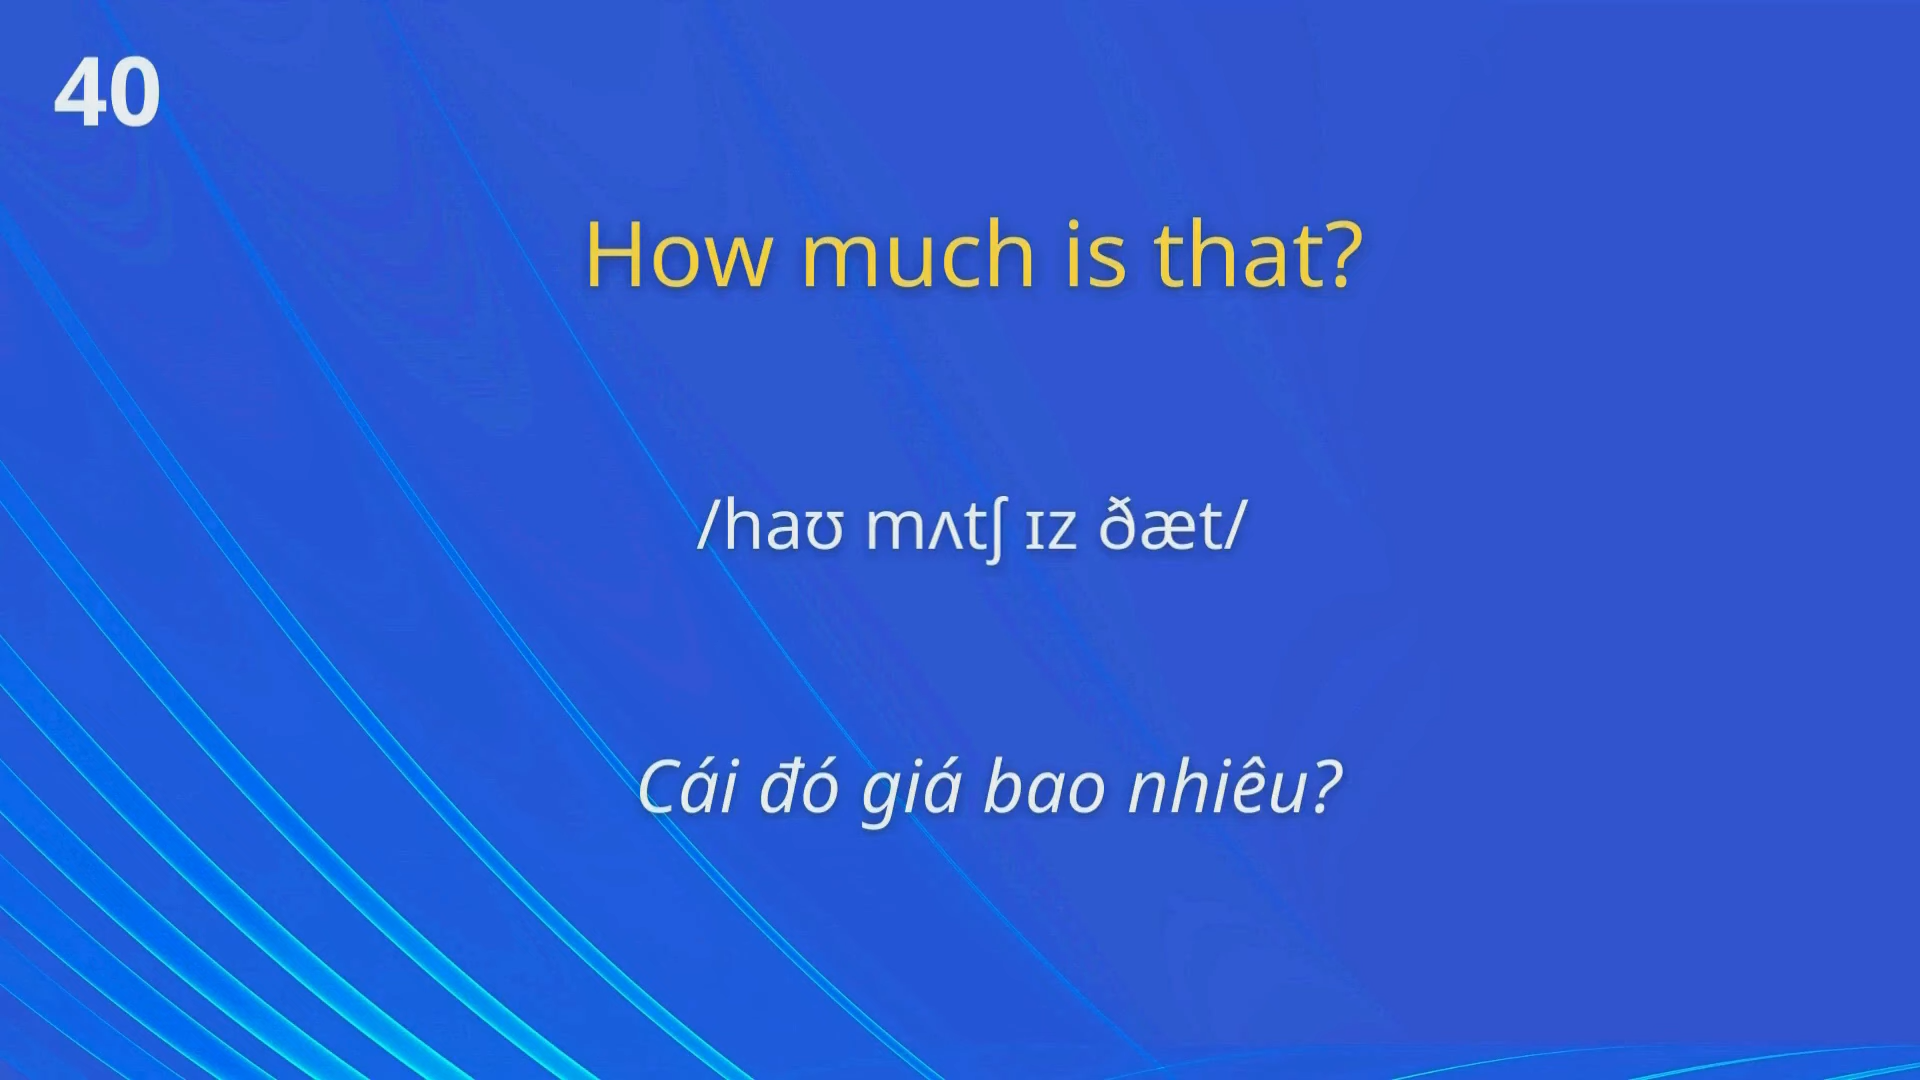 40
How much is that?
/haʊ mʌtʃ ɪz ðæt/
Cái đó giá bao nhiêu?